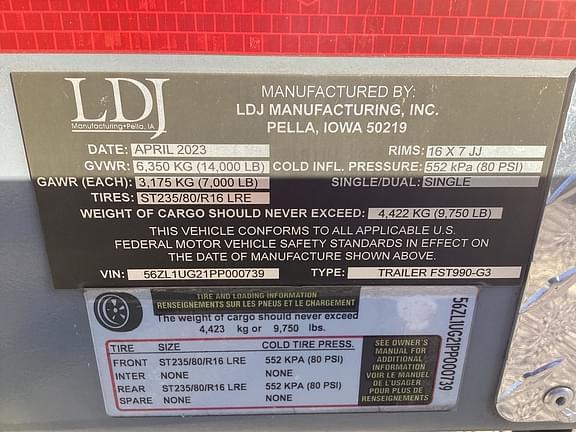 LDJ
Manufacturing•Pella, IA
MANUFACTURED BY:
LDJ MANUFACTURING, INC.
PELLA, IOWA 50219
DATE: APRIL 2023 RIMS: 16 X 7 JJ
GVWR: 6,350 KG (14,000 LB) COLD INFL. PRESSURE: 552 kPa (80 PSI)
GAWR (EACH): 3,175 KG (7,000 LB) SINGLE/DUAL: SINGLE
TIRES: ST235/80/R16 LRE
WEIGHT OF CARGO SHOULD NEVER EXCEED: 4,422 KG (9,750 LB)
THIS VEHICLE CONFORMS TO ALL APPLICABLE U.S.
FEDERAL MOTOR VEHICLE SAFETY STANDARDS IN EFFECT ON
THE DATE OF MANUFACTURE SHOWN ABOVE.
VIN: 56ZL1UG21PP000739 TYPE: TRAILER FST990-G3
TIRE AND LOADING INFORMATION
RENSEIGNEMENTS SUR LES PNEUS ET LE CHARGEMENT
The weight of cargo should never exceed
4,423 kg or 9,750 lbs.
TIRE SIZE COLD TIRE PRESS.
FRONT ST235/80/R16 LRE 552 KPA (80 PSI)
INTER NONE NONE
REAR ST235/80/R16 LRE 552 KPA (80 PSI)
SPARE NONE NONE
SEE OWNER'S
MANUAL FOR
ADDITIONAL
INFORMATION
VOIR LE MANUEL
DE L'USAGER
POUR PLUS DE
RENSEIGNEMENTS
56ZL1UG21PP000739